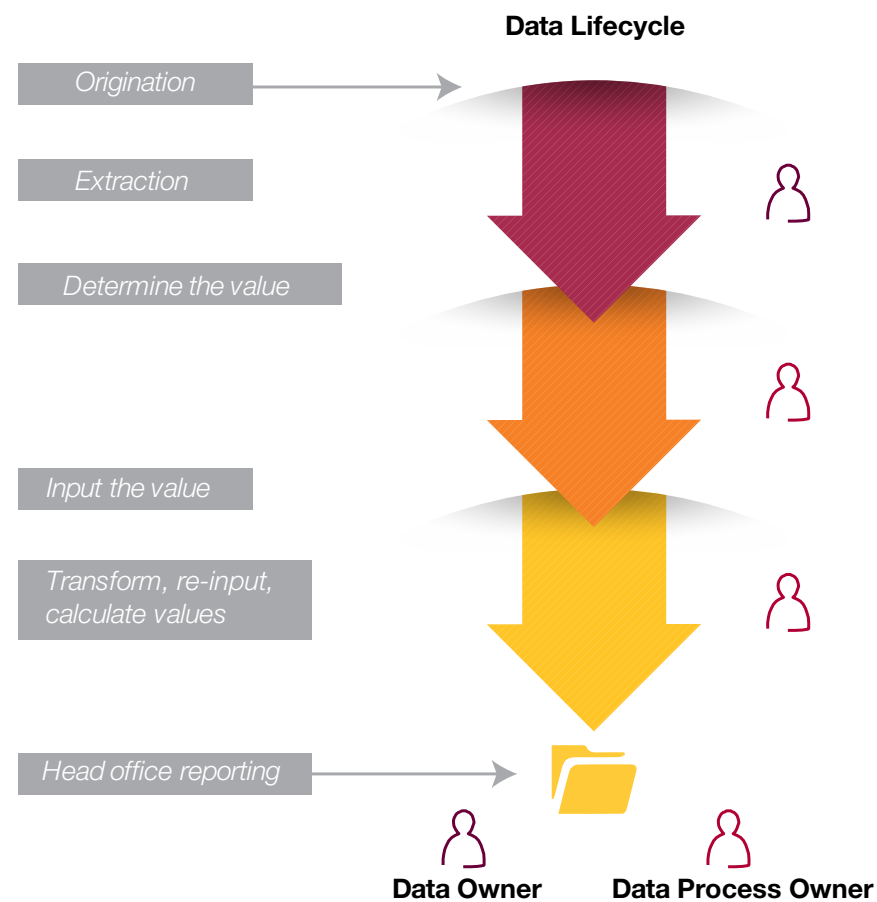 Data Lifecycle
Origination
Extraction
Determine the value
Input the value
Transform, re-input,
calculate values
Head office reporting
Data Owner
Data Process Owner